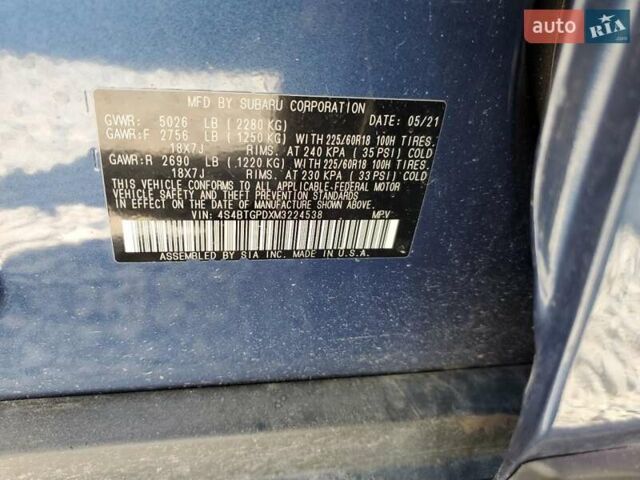 auto RIA.com
MFD BY SUBARU CORPORATION DATE: 05/21
GVWR: 5026 LB (2280 KG)
GAWR:F 2756 LB (1250 KG) WITH 225/60R18 100H TIRES.
18X7J RIMS. AT 240 KPA (35 PSI) COLD
GAWR:R 2690 LB (1220 KG) WITH 225/60R18 100H TIRES.
18X7J RIMS. AT 230 KPA (33 PSI) COLD
THIS VEHICLE CONFORMS TO ALL APPLICABLE FEDERAL MOTOR
VEHICLE SAFETY AND THEFT PREVENTION STANDARDS
IN EFFECT ON THE DATE OF MANUFACTURE SHOWN ABOVE.
VIN: 4S4BTGPDXM3224538 MPV
ASSEMBLED BY SIA INC. MADE IN U.S.A.